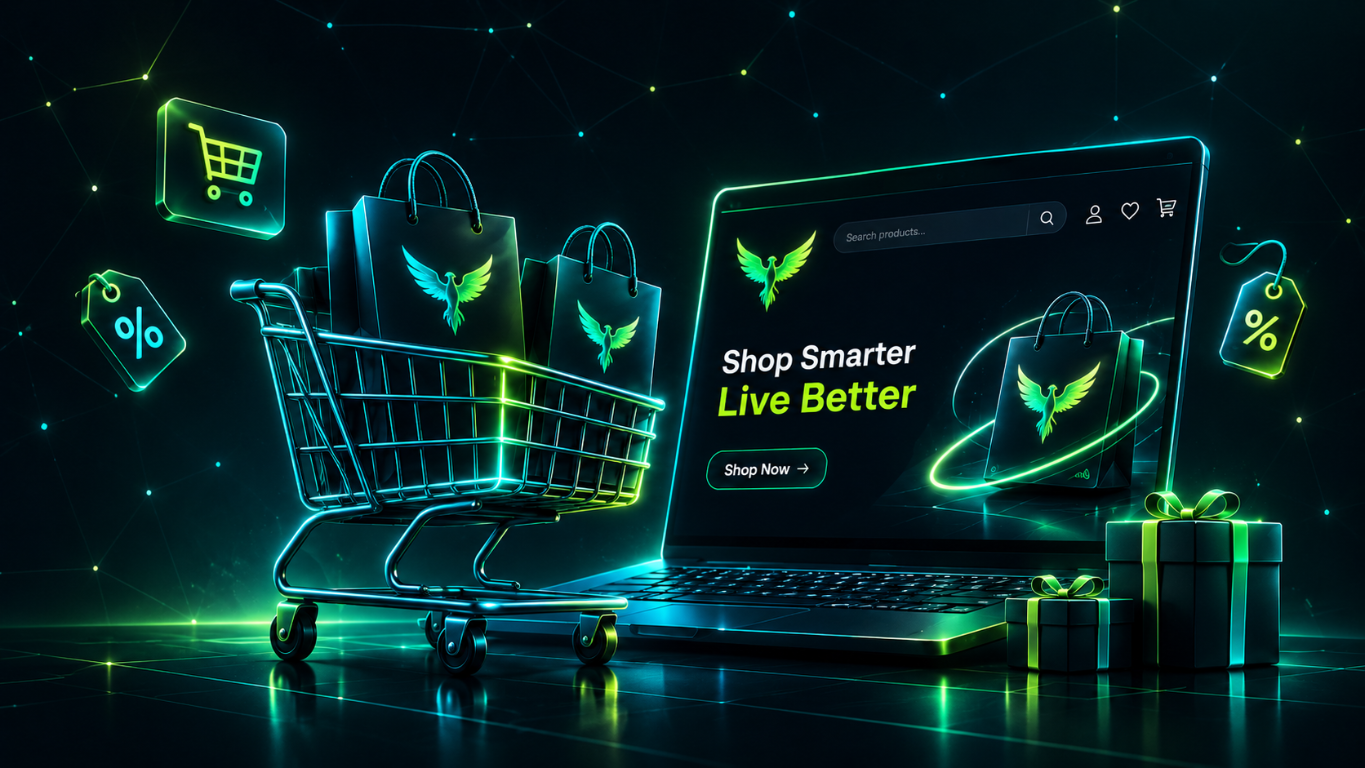 %
Search products...
Shop Smarter
Live Better
Shop Now →
%